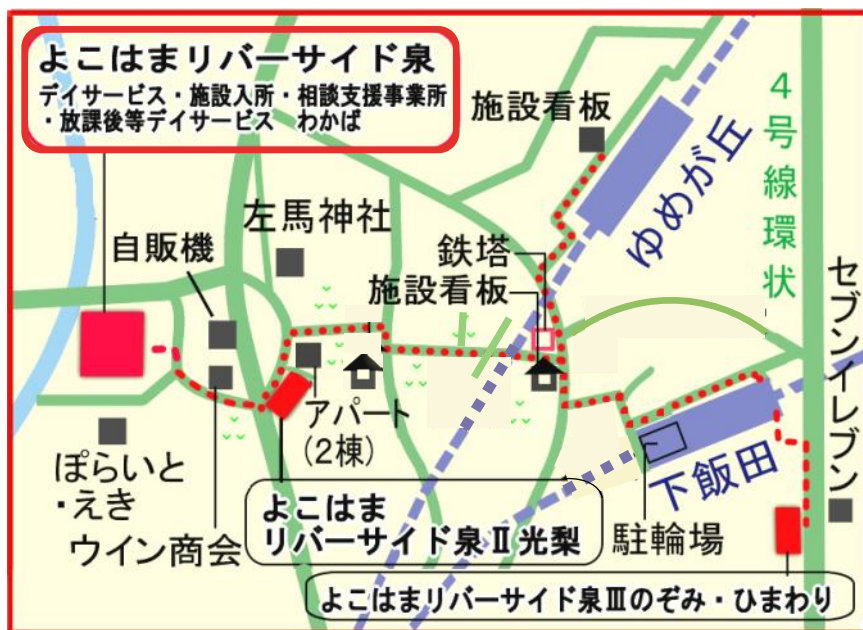 よこはまリバーサイド泉
デイサービス・施設入所・相談支援事業所
・放課後等デイサービス わかば
施設看板
4号線環状
ゆめが丘
左馬神社
自販機
鉄塔
施設看板
セブンイレブン
アパート
(2棟)
下飯田
ぽらいと
・えき
ウイン商会
よこはま
リバーサイド泉Ⅱ光梨
駐輪場
よこはまリバーサイド泉Ⅲのぞみ・ひまわり